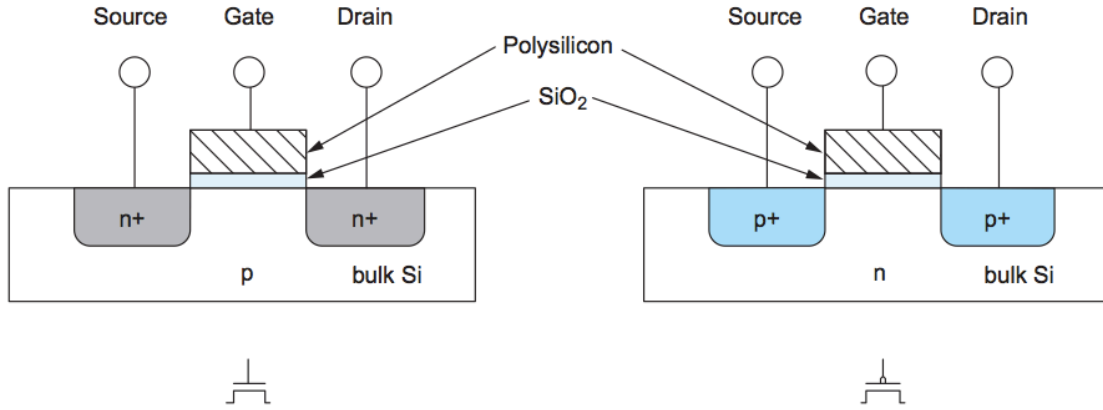 Source Gate Drain
Source Gate Drain
Polysilicon
SiO₂
n+ n+
p bulk Si
p+ p+
n bulk Si